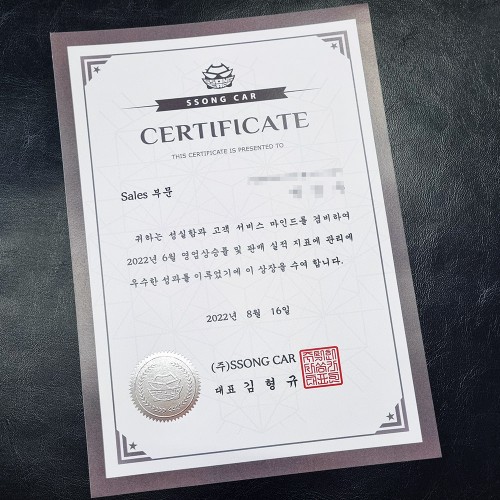 SSONG CAR
CERTIFICATE
THIS CERTIFICATE IS PRESENTED TO
Sales 부문
귀하는 성실함과 고객 서비스 마인드를 겸비하여
2022년 6월 영업상승률 및 판매 실적 지표에 관리에
우수한 성과를 이루었기에 이 상장을 수여 합니다.
2022년 8월 16일
(주)SSONG CAR
대표 김 형 규